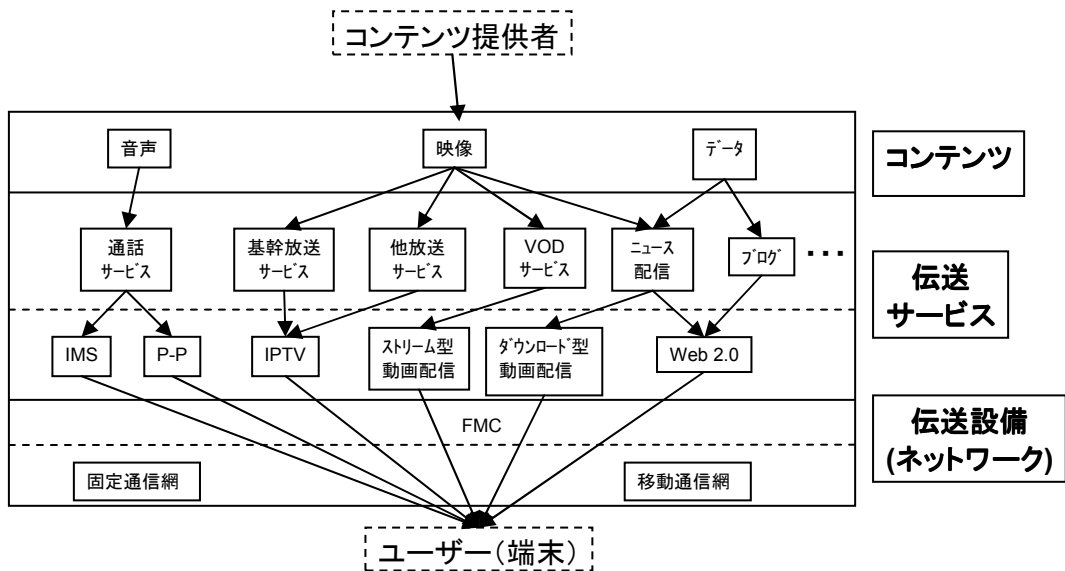 コンテンツ提供者
音声
映像
ﾃﾞｰﾀ
コンテンツ
通話
ｻｰﾋﾞｽ
基幹放送
ｻｰﾋﾞｽ
他放送
ｻｰﾋﾞｽ
VOD
ｻｰﾋﾞｽ
ﾆｭｰｽ
配信
ﾌﾞﾛｸﾞ
･･･
伝送
サービス
IMS
P-P
IPTV
ｽﾄﾘｰﾑ型
動画配信
ﾀﾞｳﾝﾛｰﾄﾞ型
動画配信
Web 2.0
FMC
伝送設備
(ネットワーク)
固定通信網
移動通信網
ユーザー(端末)